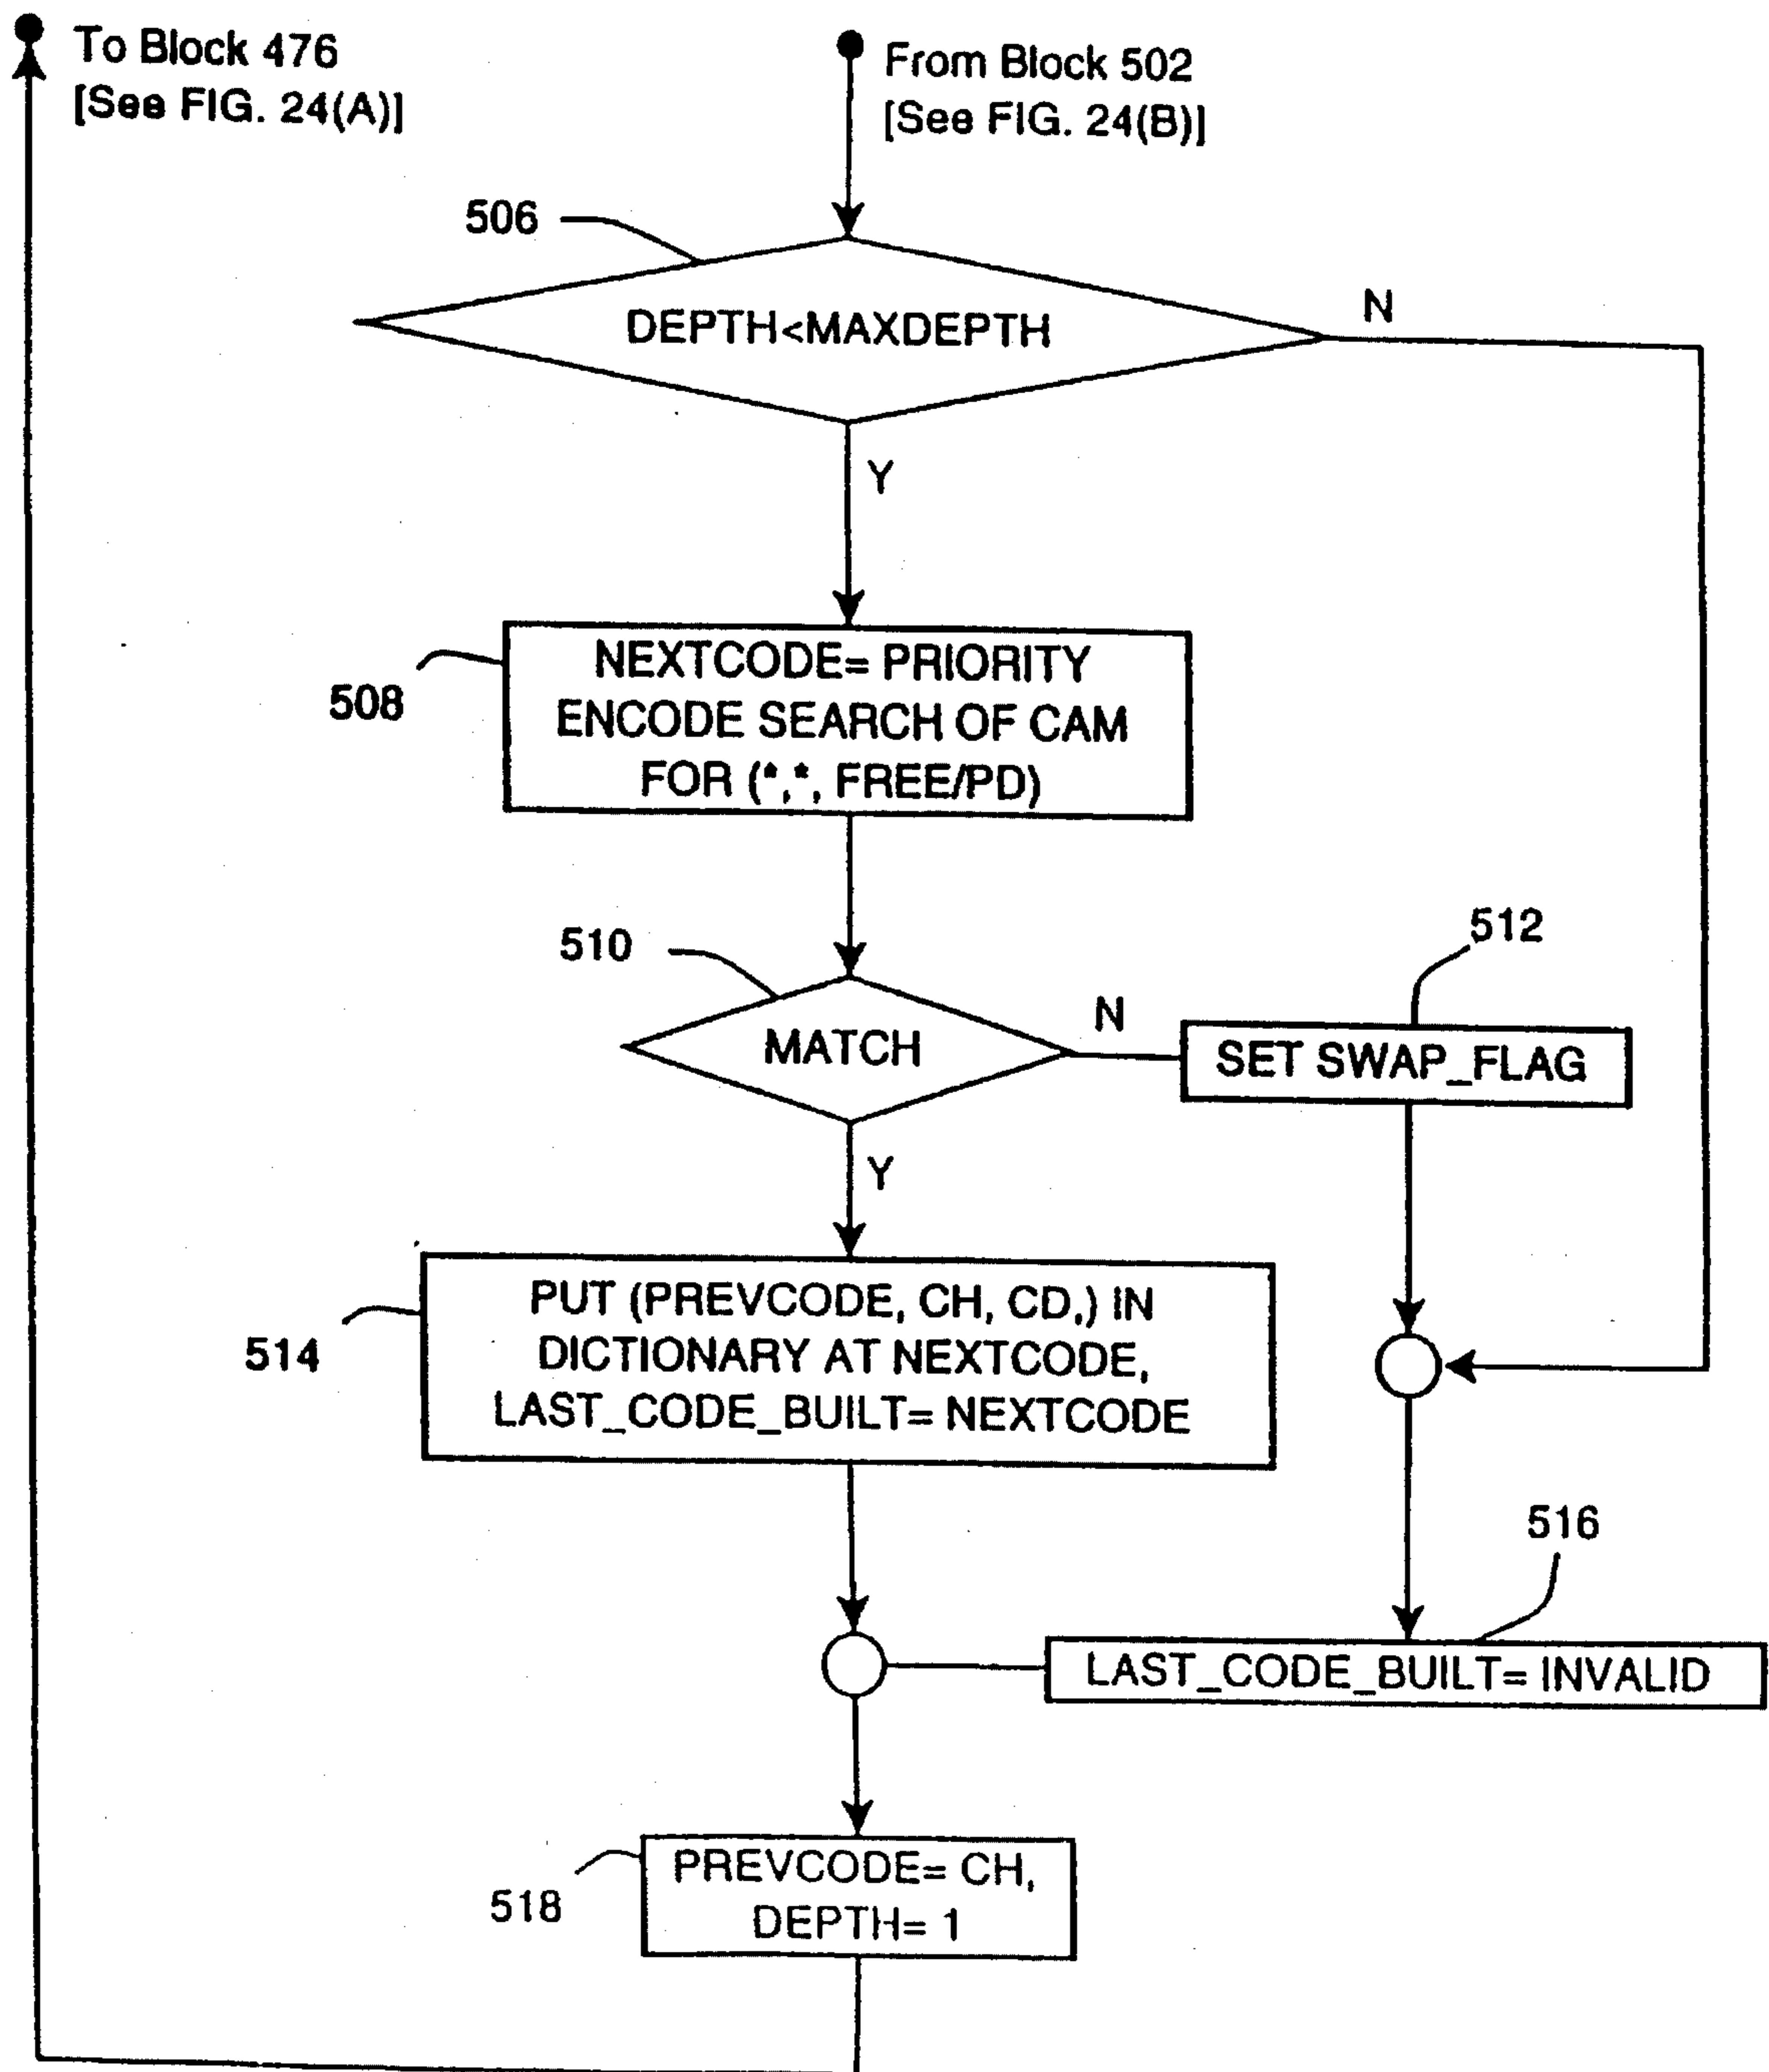 To Block 476
[See FIG. 24(A)]
From Block 502
[See FIG. 24(B)]
506
DEPTH<MAXDEPTH
N
Y
508
NEXTCODE= PRIORITY
ENCODE SEARCH OF CAM
FOR (*,*, FREE/PD)
510
MATCH
N
512
SET SWAP_FLAG
Y
514
PUT (PREVCODE, CH, CD,) IN
DICTIONARY AT NEXTCODE,
LAST_CODE_BUILT= NEXTCODE
516
LAST_CODE_BUILT= INVALID
518
PREVCODE= CH,
DEPTH= 1